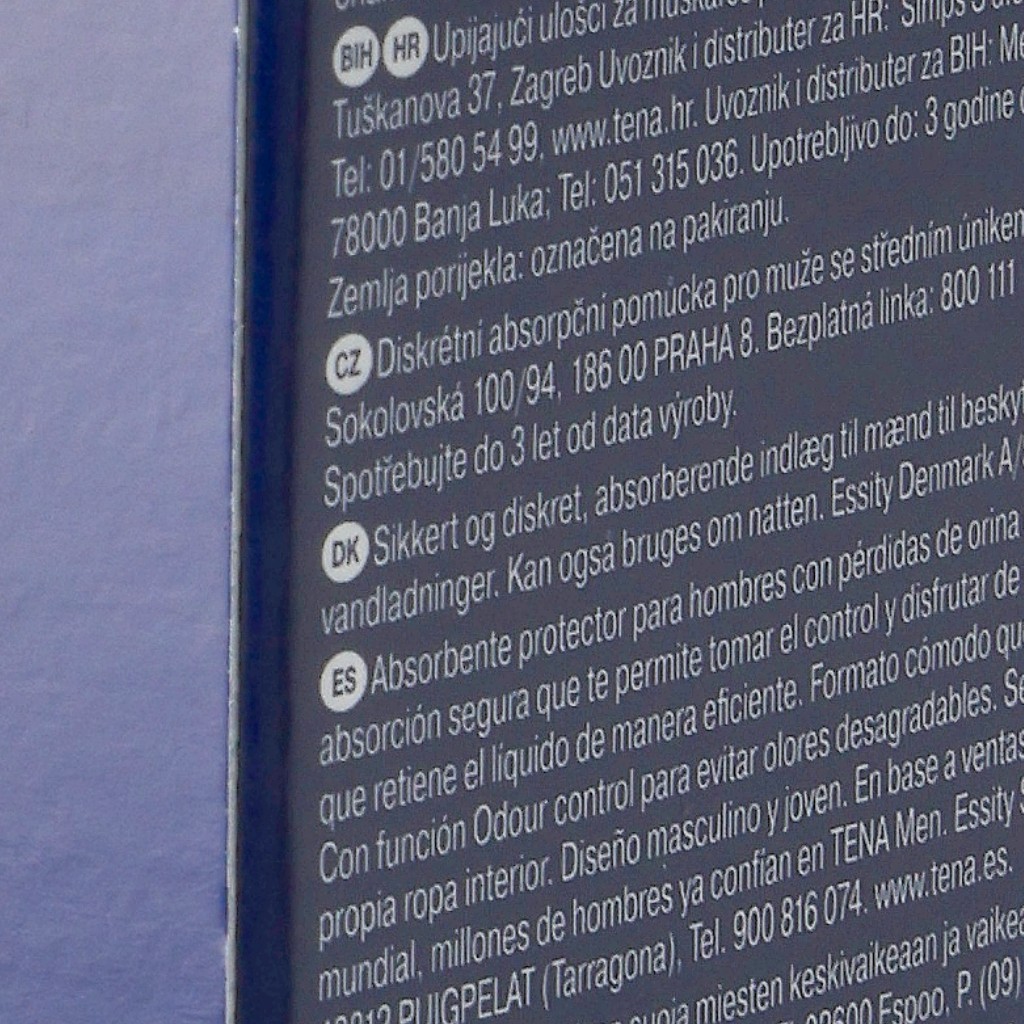 BIH HR Upijajući ulošci za
Tuškanova 37, Zagreb Uvoznik i distributer za HR: Simps
Tel: 01/580 54 99, www.tena.hr. Uvoznik i distributer za BIH:
78000 Banja Luka; Tel: 051 315 036. Upotrebljivo do: 3 godine
Zemlja porijekla: označena na pakiranju.
CZ Diskrétní absorpční pomůcka pro muže se středním únikem
Sokolovská 100/94, 186 00 PRAHA 8. Bezplatná linka: 800 111
Spotřebujte do 3 let od data výroby.
DK Sikkert og diskret, absorberende indlæg til mænd til
vandladninger. Kan også bruges om natten. Essity Denmark
ES Absorbente protector para hombres con pérdidas de orina
absorción segura que te permite tomar el control y disfrutar de
que retiene el líquido de manera eficiente. Formato cómodo
Con función Odour control para evitar olores desagradables.
propia ropa interior. Diseño masculino y joven. En base a ventas
mundial, millones de hombres ya confían en TENA Men. Essity
PUIGPELAT (Tarragona), Tel. 900 816 074. www.tena.es.
suoja miesten keskivaikeaan ja
Espoo, P. (09)